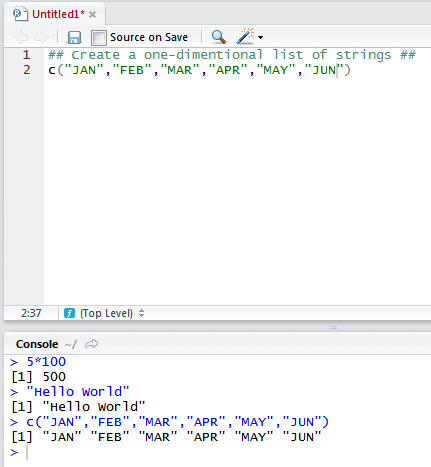 Untitled1*
Source on Save
1 ## Create a one-dimentional list of strings ##
2 c("JAN","FEB","MAR","APR","MAY","JUN")
2:37 (Top Level)
Console ~/
> 5*100
[1] 500
> "Hello World"
[1] "Hello World"
> c("JAN","FEB","MAR","APR","MAY","JUN")
[1] "JAN" "FEB" "MAR" "APR" "MAY" "JUN"
>